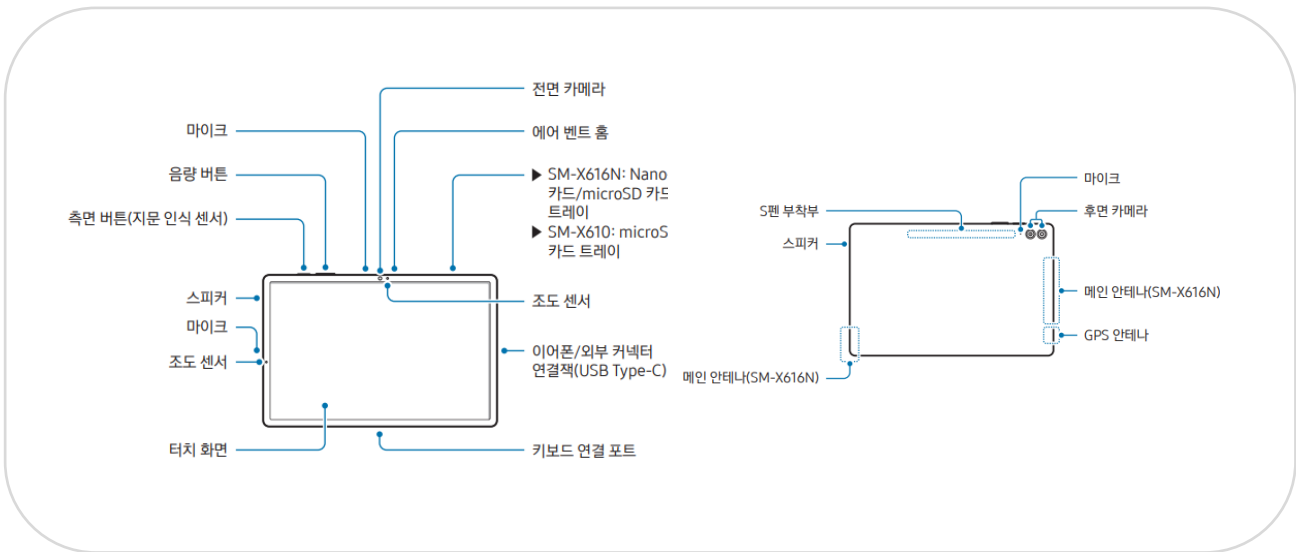 전면 카메라
마이크
에어 벤트 홀
음량 버튼
▶ SM-X616N: Nano
카드/microSD
트레이
측면 버튼(지문 인식 센서)
▶ SM-X610:
카드 트레이
스피커
조도 센서
마이크
이어폰/외부 커넥터
연결잭(USB Type-C)
조도 센서
터치 화면
키보드 연결 포트
마이크
S펜 부착부
후면 카메라
스피커
메인 안테나(SM-X616N)
GPS 안테나
메인 안테나(SM-X616N)